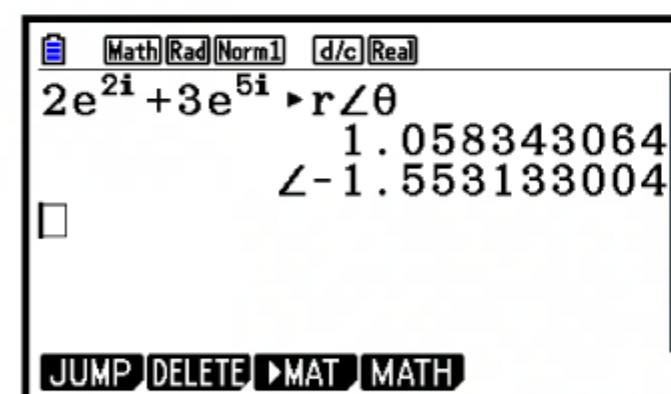 Math Rad Norm1 d/c Real
2e^{2i}+3e^{5i}▸r∠θ
1.058343064
∠-1.553133004
JUMP DELETE ▶MAT MATH